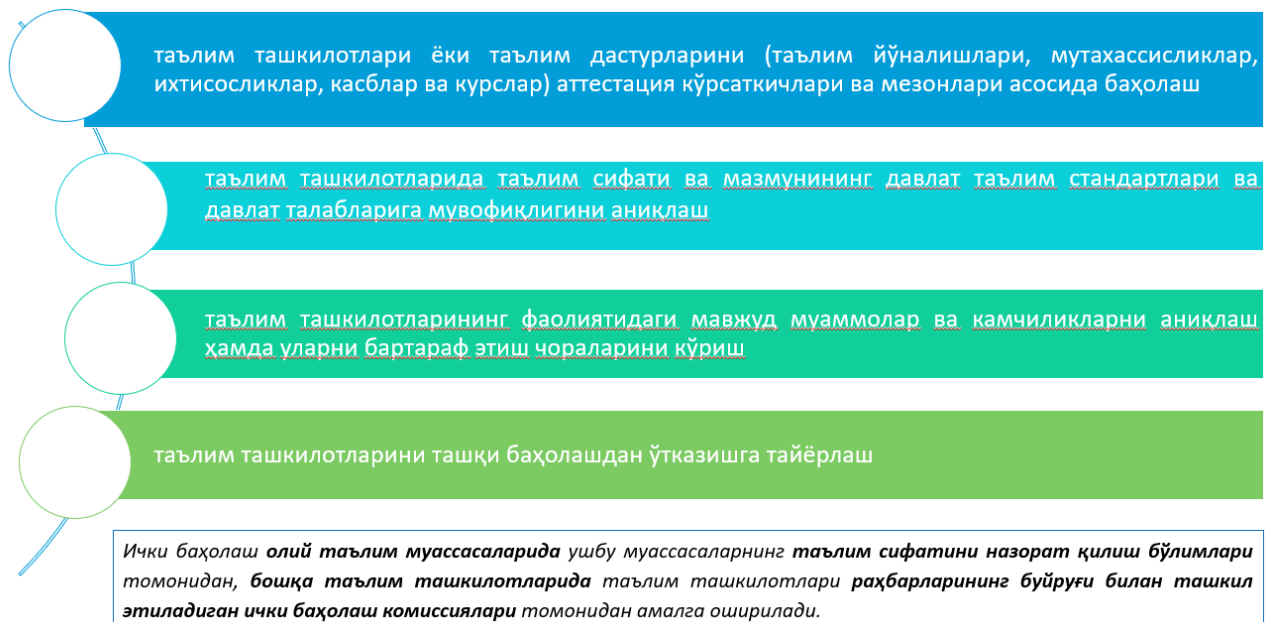 таълим ташкилотлари ёки таълим дастурларини (таълим йўналишлари, мутахассисликлар,
ихтисосликлар, касблар ва курслар) аттестация кўрсаткичлари ва мезонлари асосида баҳолаш
таълим ташкилотларида таълим сифати ва мазмунининг давлат таълим стандартлари ва
давлат талабларига мувофиқлигини аниқлаш
таълим ташкилотларининг фаолиятидаги мавжуд муаммолар ва камчиликларни аниқлаш
ҳамда уларни бартараф этиш чораларини кўриш
таълим ташкилотларини ташқи баҳолашдан ўтказишга тайёрлаш
Ички баҳолаш олий таълим муассасаларида ушбу муассасаларнинг таълим сифатини назорат қилиш бўлимлари
томонидан, бошқа таълим ташкилотларида таълим ташкилотлари раҳбарларининг буйруғи билан ташкил
этиладиган ички баҳолаш комиссиялари томонидан амалга оширилади.